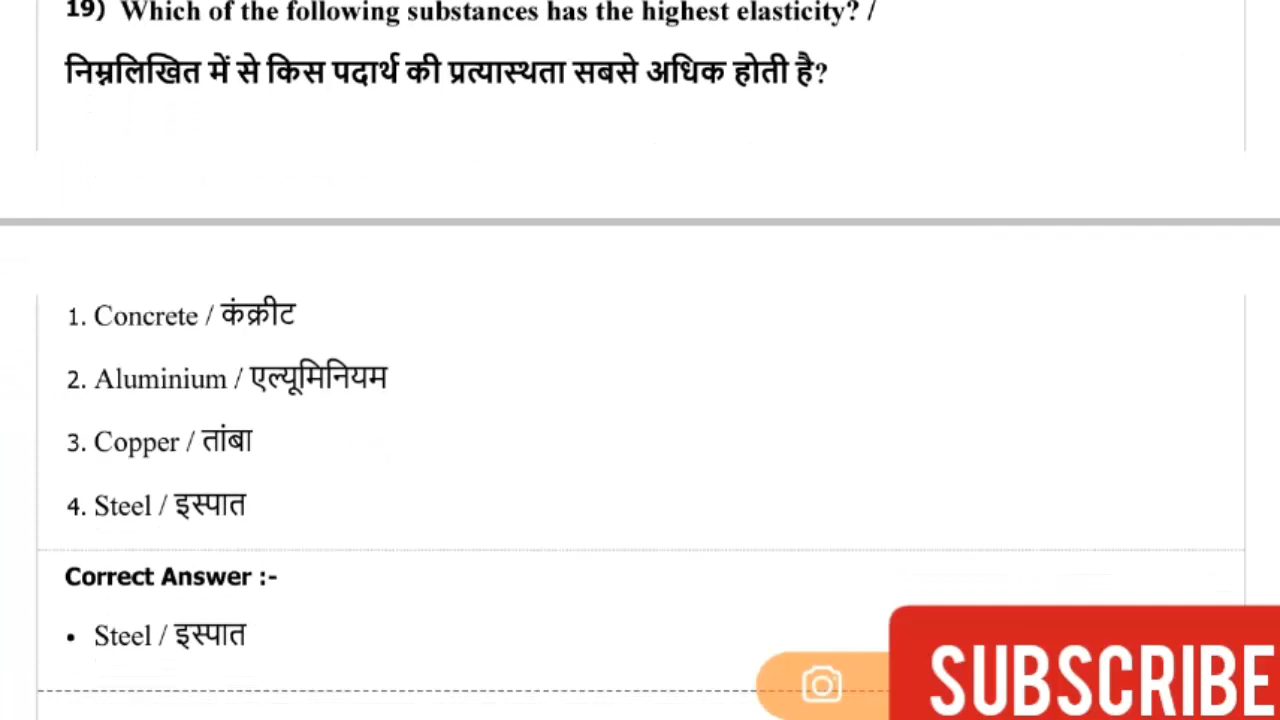 19) Which of the following substances has the highest elasticity? /
निम्नलिखित में से किस पदार्थ की प्रत्यास्थता सबसे अधिक होती है?
1. Concrete / कंक्रीट
2. Aluminium / एल्यूमिनियम
3. Copper / तांबा
4. Steel / इस्पात
Correct Answer :-
• Steel / इस्पात
SUBSCRIBE